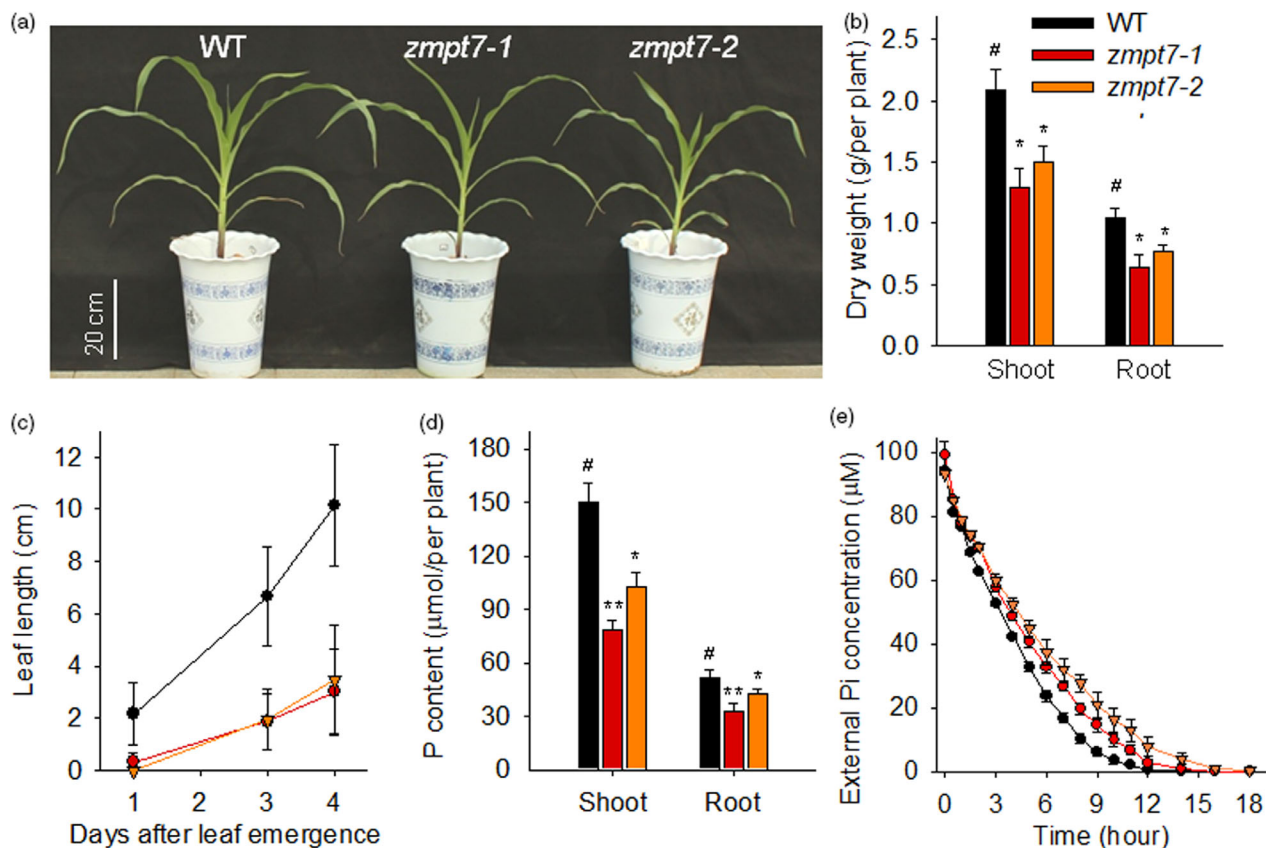 (a)
WT
zmpt7-1
zmpt7-2
20 cm
(b)
WT
zmpt7-1
zmpt7-2
Dry weight (g/per plant)
2.5
2.0
1.5
1.0
0.5
0.0
#
*
*
#
*
*
Shoot
Root
(c)
Leaf length (cm)
12
10
8
6
4
2
0
1
2
3
4
Days after leaf emergence
(d)
P content (μmol/per plant)
180
150
120
90
60
30
0
#
**
*
#
**
*
Shoot
Root
(e)
External Pi concentration (μM)
100
80
60
40
20
0
0
3
6
9
12
18
Time (hour)